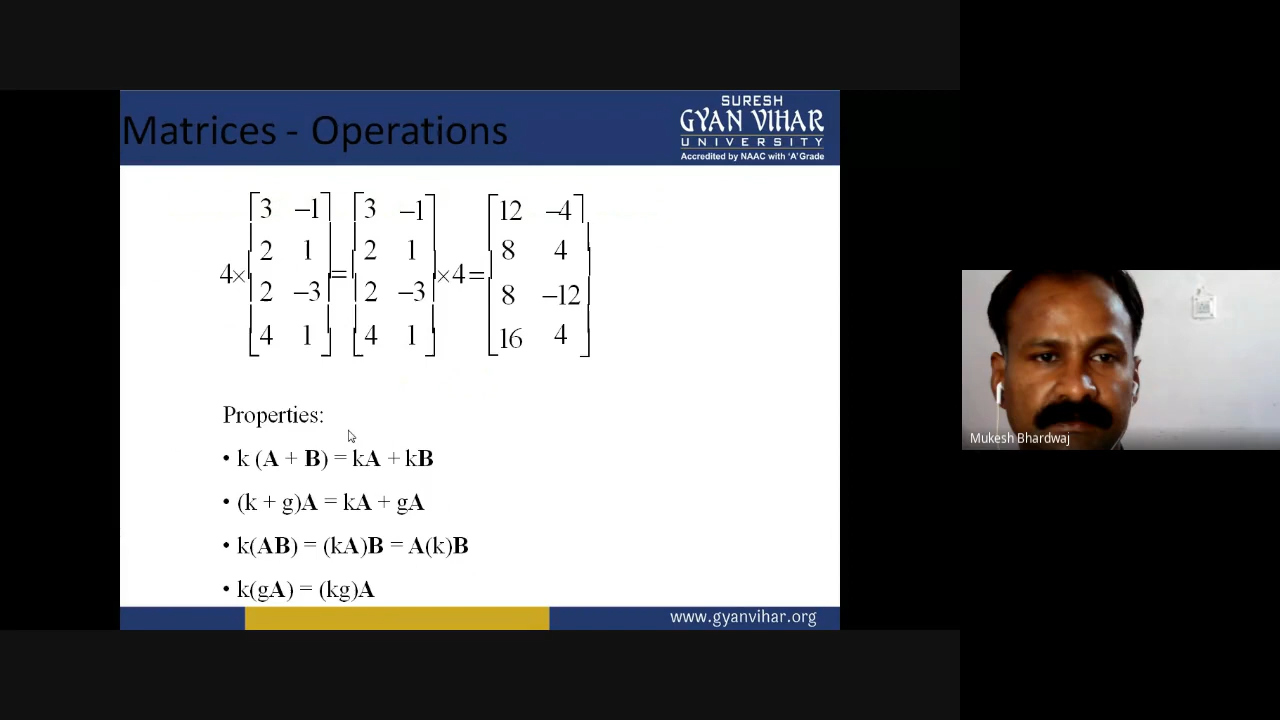 Matrices - Operations
SURESH
GYAN VIHAR
UNIVERSITY
Accredited by NAAC with 'A' Grade
4× [3 −1; 2 1; 2 −3; 4 1] = [3 −1; 2 1; 2 −3; 4 1] ×4 = [12 −4; 8 4; 8 −12; 16 4]
Properties:
• k (A + B) = kA + kB
• (k + g)A = kA + gA
• k(AB) = (kA)B = A(k)B
• k(gA) = (kg)A
www.gyanvihar.org
Mukesh Bhardwaj